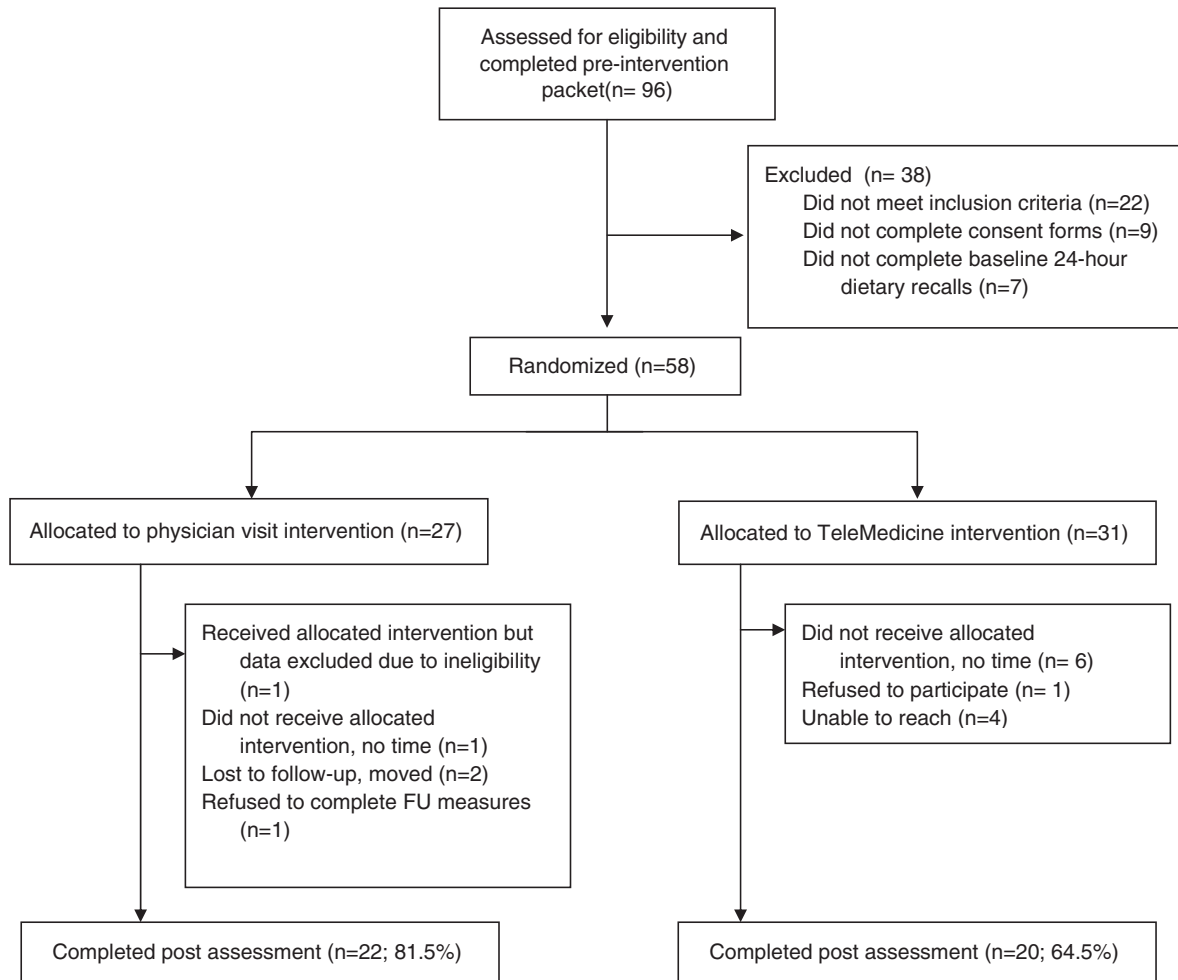 Assessed for eligibility and
completed pre-intervention
packet(n= 96)
Excluded (n= 38)
Did not meet inclusion criteria (n=22)
Did not complete consent forms (n=9)
Did not complete baseline 24-hour
dietary recalls (n=7)
Randomized (n=58)
Allocated to physician visit intervention (n=27)
Allocated to TeleMedicine intervention (n=31)
Received allocated intervention but
data excluded due to ineligibility
(n=1)
Did not receive allocated
intervention, no time (n=1)
Lost to follow-up, moved (n=2)
Refused to complete FU measures
(n=1)
Did not receive allocated
intervention, no time (n= 6)
Refused to participate (n= 1)
Unable to reach (n=4)
Completed post assessment (n=22; 81.5%)
Completed post assessment (n=20; 64.5%)